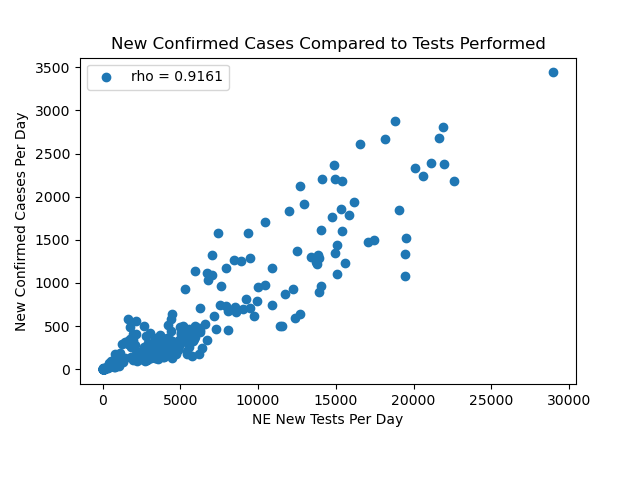 New Confirmed Cases Compared to Tests Performed
rho = 0.9161
New Confirmed Caeses Per Day
3500
3000
2500
2000
1500
1000
500
0
0 5000 10000 15000 20000 25000 30000
NE New Tests Per Day